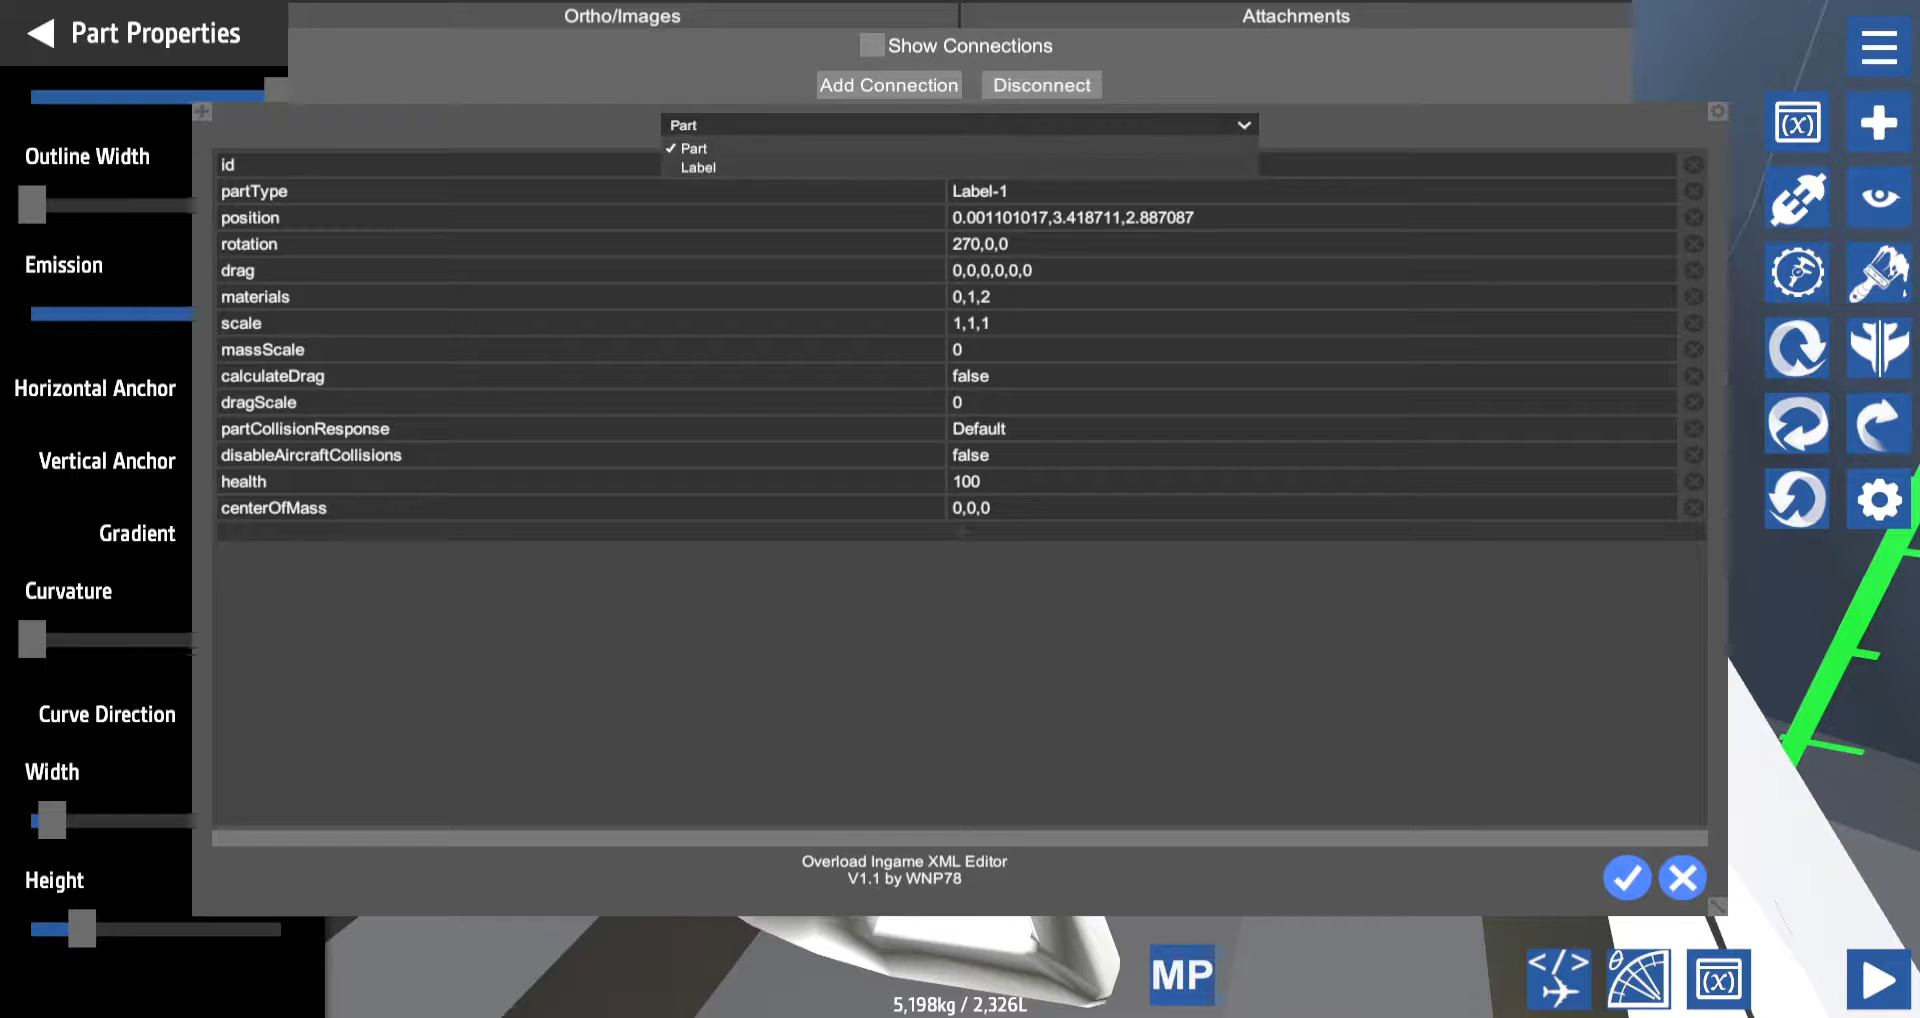 Part Properties
Ortho/Images
Attachments
Show Connections
Add Connection
Disconnect
Part
Part
Label
Outline Width
Emission
Horizontal Anchor
Vertical Anchor
Gradient
Curvature
Curve Direction
Width
Height
id
partType Label-1
position 0.001101017,3.418711,2.887087
rotation 270,0,0
drag 0,0,0,0,0,0
materials 0,1,2
scale 1,1,1
massScale 0
calculateDrag false
dragScale 0
partCollisionResponse Default
disableAircraftCollisions false
health 100
centerOfMass 0,0,0
Overload Ingame XML Editor
V1.1 by WNP78
(x)
MP
</>
θ
(x)
5,198kg / 2,326L